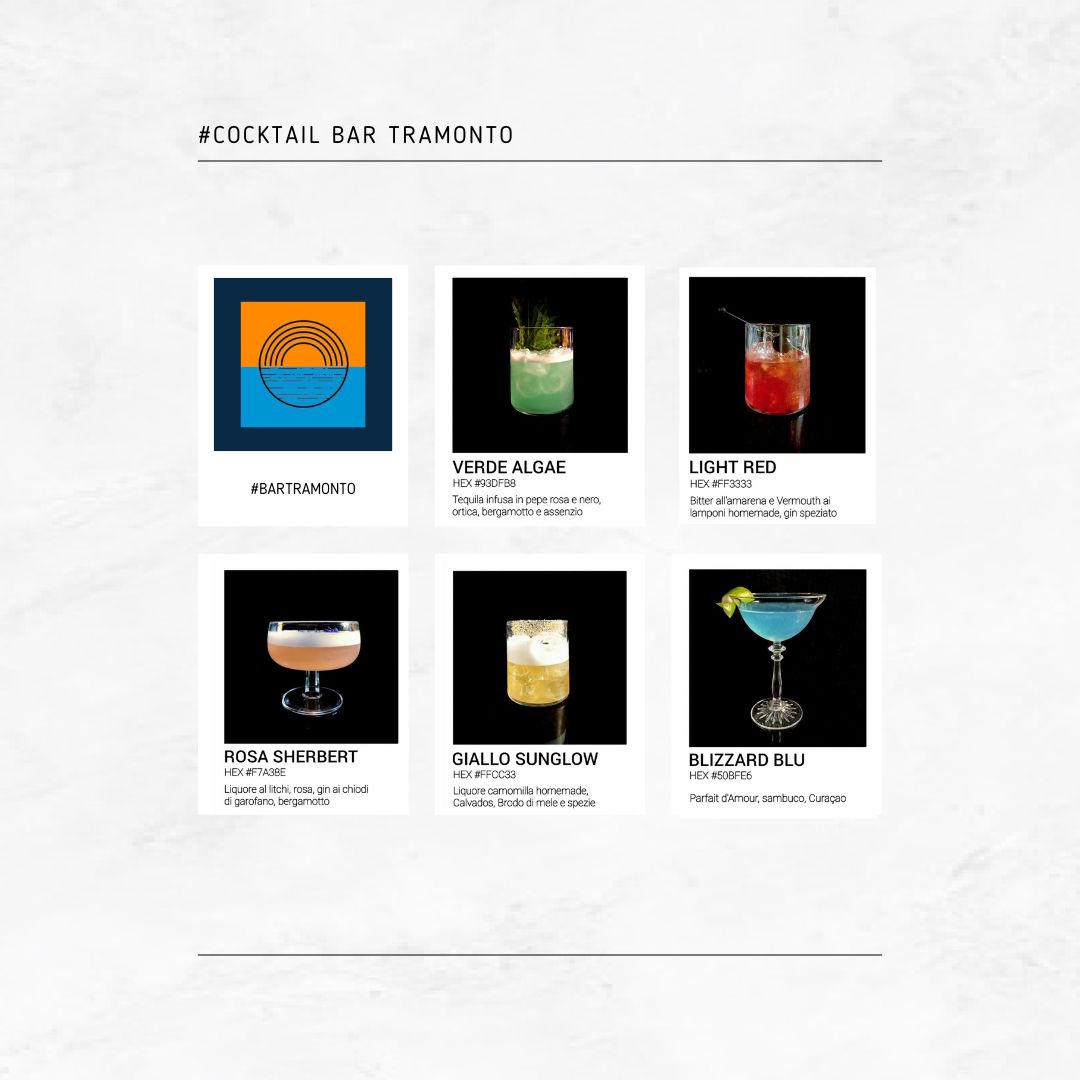 #COCKTAIL BAR TRAMONTO
#BARTRAMONTO
VERDE ALGAE
HEX #93DFB8
Tequila infusa in pepe rosa e nero,
ortica, bergamotto e assenzio
LIGHT RED
HEX #FF3333
Bitter all'amarena e Vermouth ai
lamponi homemade, gin speziato
ROSA SHERBERT
HEX #F7A38E
Liquore al litchi, rosa, gin ai chiodi
di garofano, bergamotto
GIALLO SUNGLOW
HEX #FFCC33
Liquore camomilla homemade,
Calvados, Brodo di mele e spezie
BLIZZARD BLU
HEX #50BFE6
Parfait d'Amour, sambuco, Curaçao